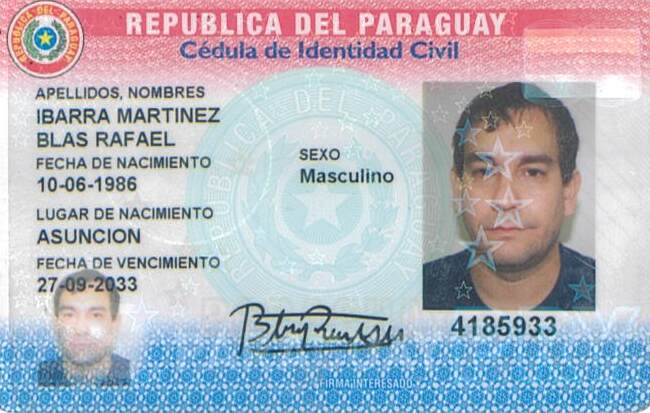 REPUBLICA DEL PARAGUAY
REPUBLICA DEL PARAGUAY
Cédula de Identidad Civil
APELLIDOS, NOMBRES
IBARRA MARTINEZ
BLAS RAFAEL
FECHA DE NACIMIENTO
10-06-1986
SEXO
Masculino
LUGAR DE NACIMIENTO
ASUNCION
FECHA DE VENCIMIENTO
27-09-2033
REPUBLICA DEL PARAGUAY
4185933
FIRMA INTERESADO